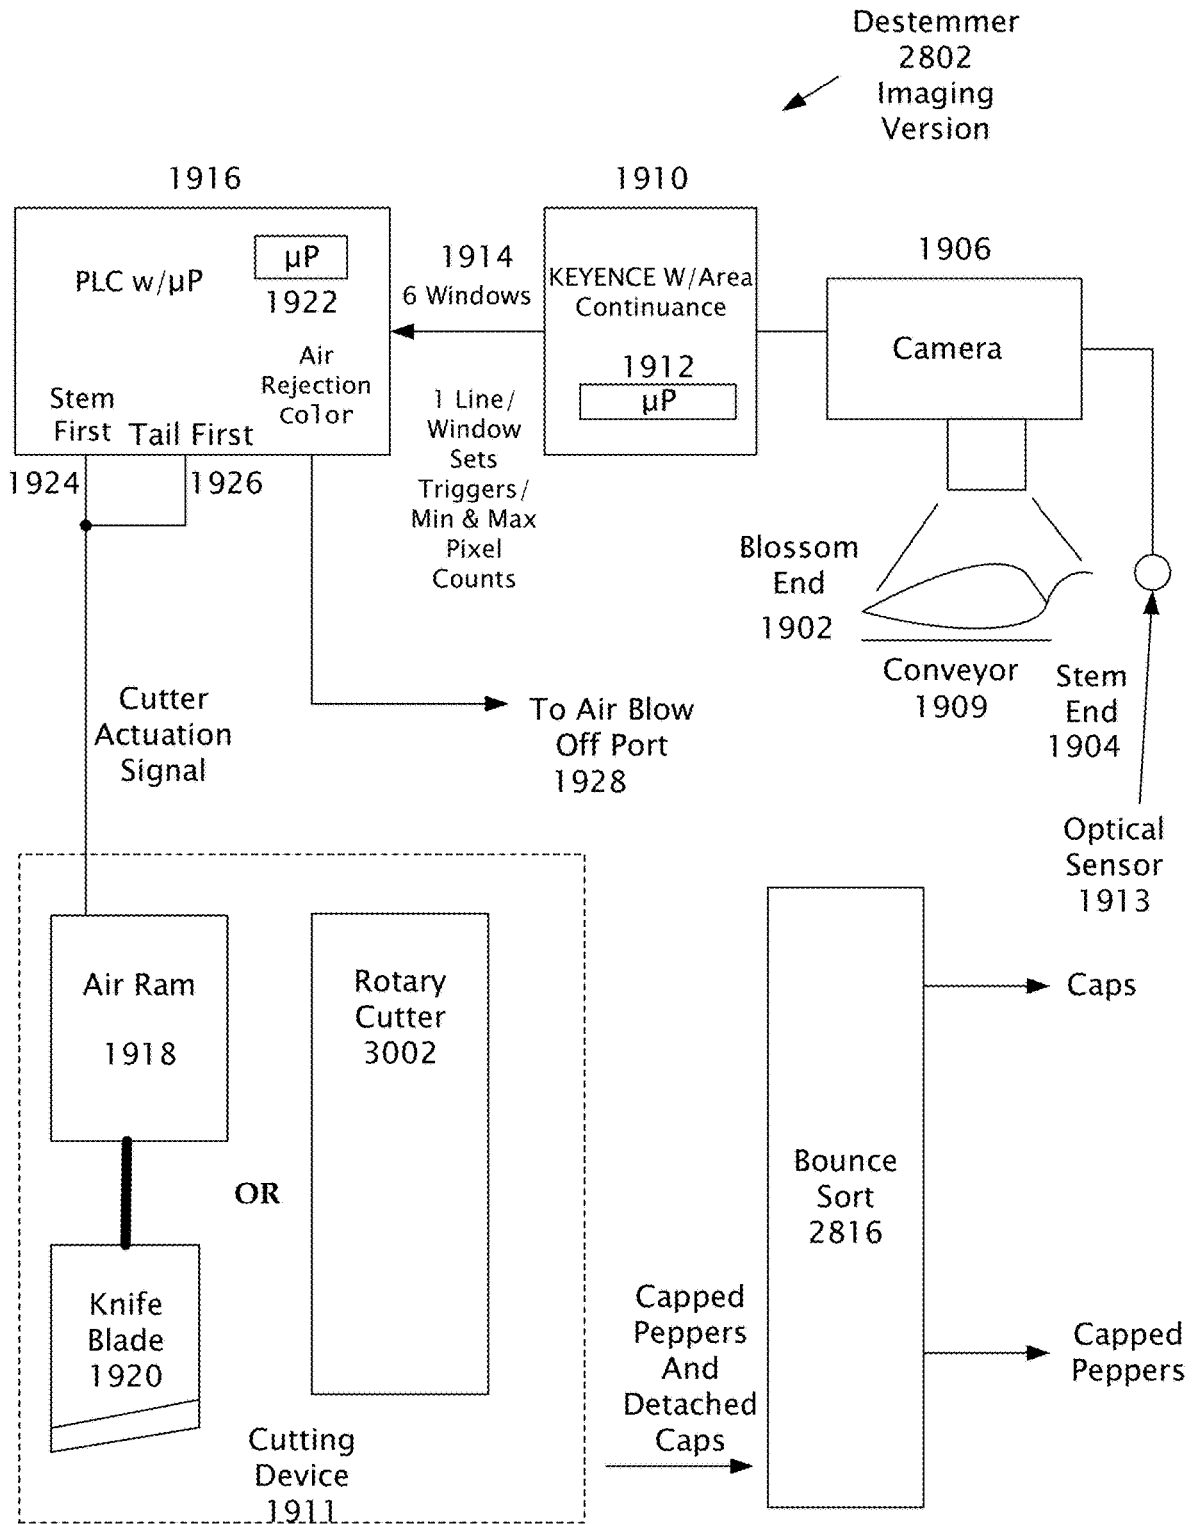 Destemmer
2802
Imaging
Version
1916
PLC w/µP
µP
1922
Air
Rejection
Color
Stem
First
Tail First
1924
1926
1914
6 Windows
1 Line/
Window
Sets
Triggers/
Min & Max
Pixel
Counts
1910
KEYENCE W/Area
Continuance
1912
µP
1906
Camera
Blossom
End
1902
Conveyor
1909
Stem
End
1904
Optical
Sensor
1913
Cutter
Actuation
Signal
To Air Blow
Off Port
1928
Air Ram
1918
OR
Rotary
Cutter
3002
Knife
Blade
1920
Cutting
Device
1911
Capped
Peppers
And
Detached
Caps
Bounce
Sort
2816
Caps
Capped
Peppers